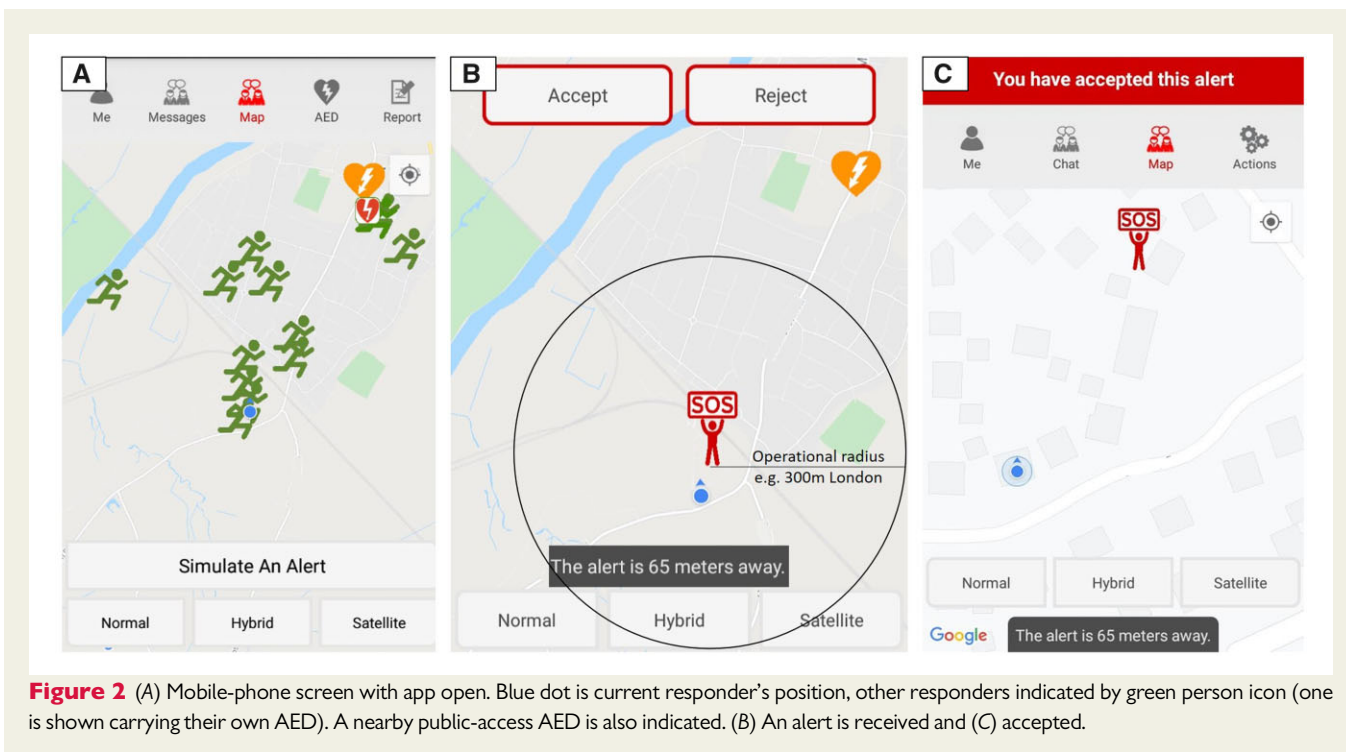 A
Me
Messages
Map
AED
Report
Simulate An Alert
Normal
Hybrid
Satellite
B
Accept
Reject
SOS
Operational radius
e.g. 300m London
The alert is 65 meters away.
Normal
Hybrid
Satellite
C
You have accepted this alert
Me
Chat
Map
Actions
SOS
Normal
Hybrid
Satellite
Google
The alert is 65 meters away.
Figure 2 (A) Mobile-phone screen with app open. Blue dot is current responder's position, other responders indicated by green person icon (one
is shown carrying their own AED). A nearby public-access AED is also indicated. (B) An alert is received and (C) accepted.